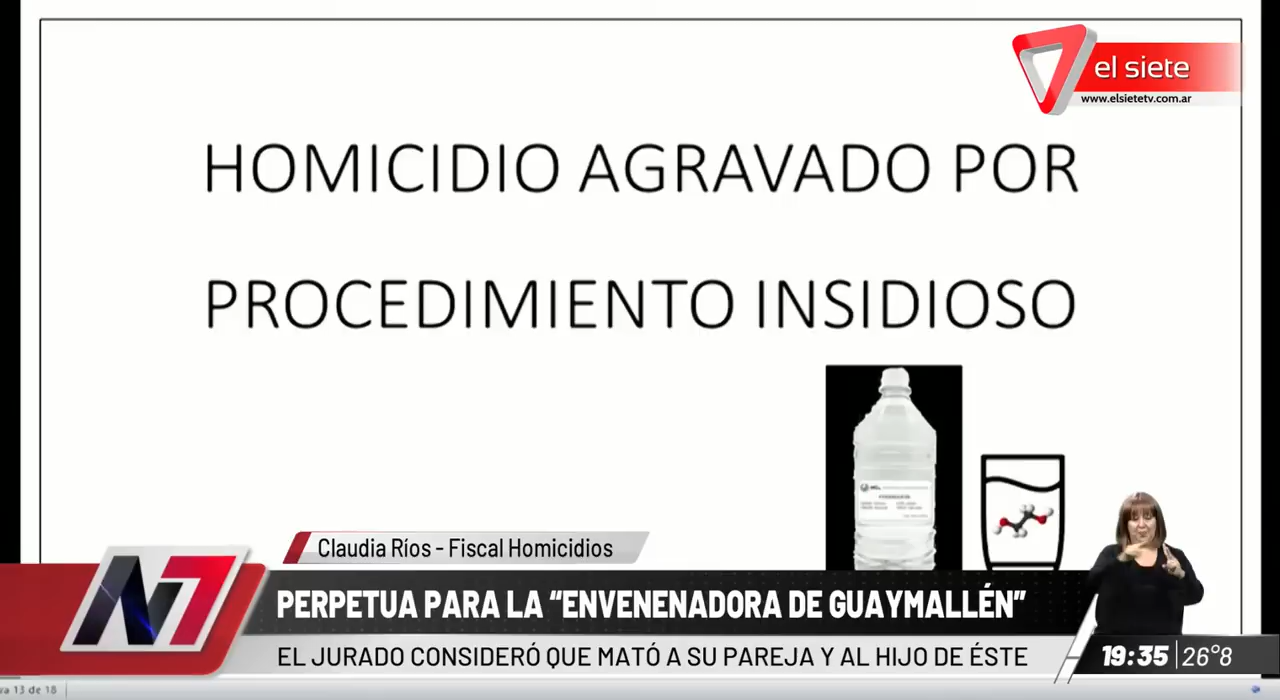 el siete
www.elsietetv.com.ar
HOMICIDIO AGRAVADO POR
PROCEDIMIENTO INSIDIOSO
Claudia Ríos - Fiscal Homicidios
N7
PERPETUA PARA LA “ENVENENADORA DE GUAYMALLÉN”
EL JURADO CONSIDERÓ QUE MATÓ A SU PAREJA Y AL HIJO DE ÉSTE
19:35 26°8
13 de 18